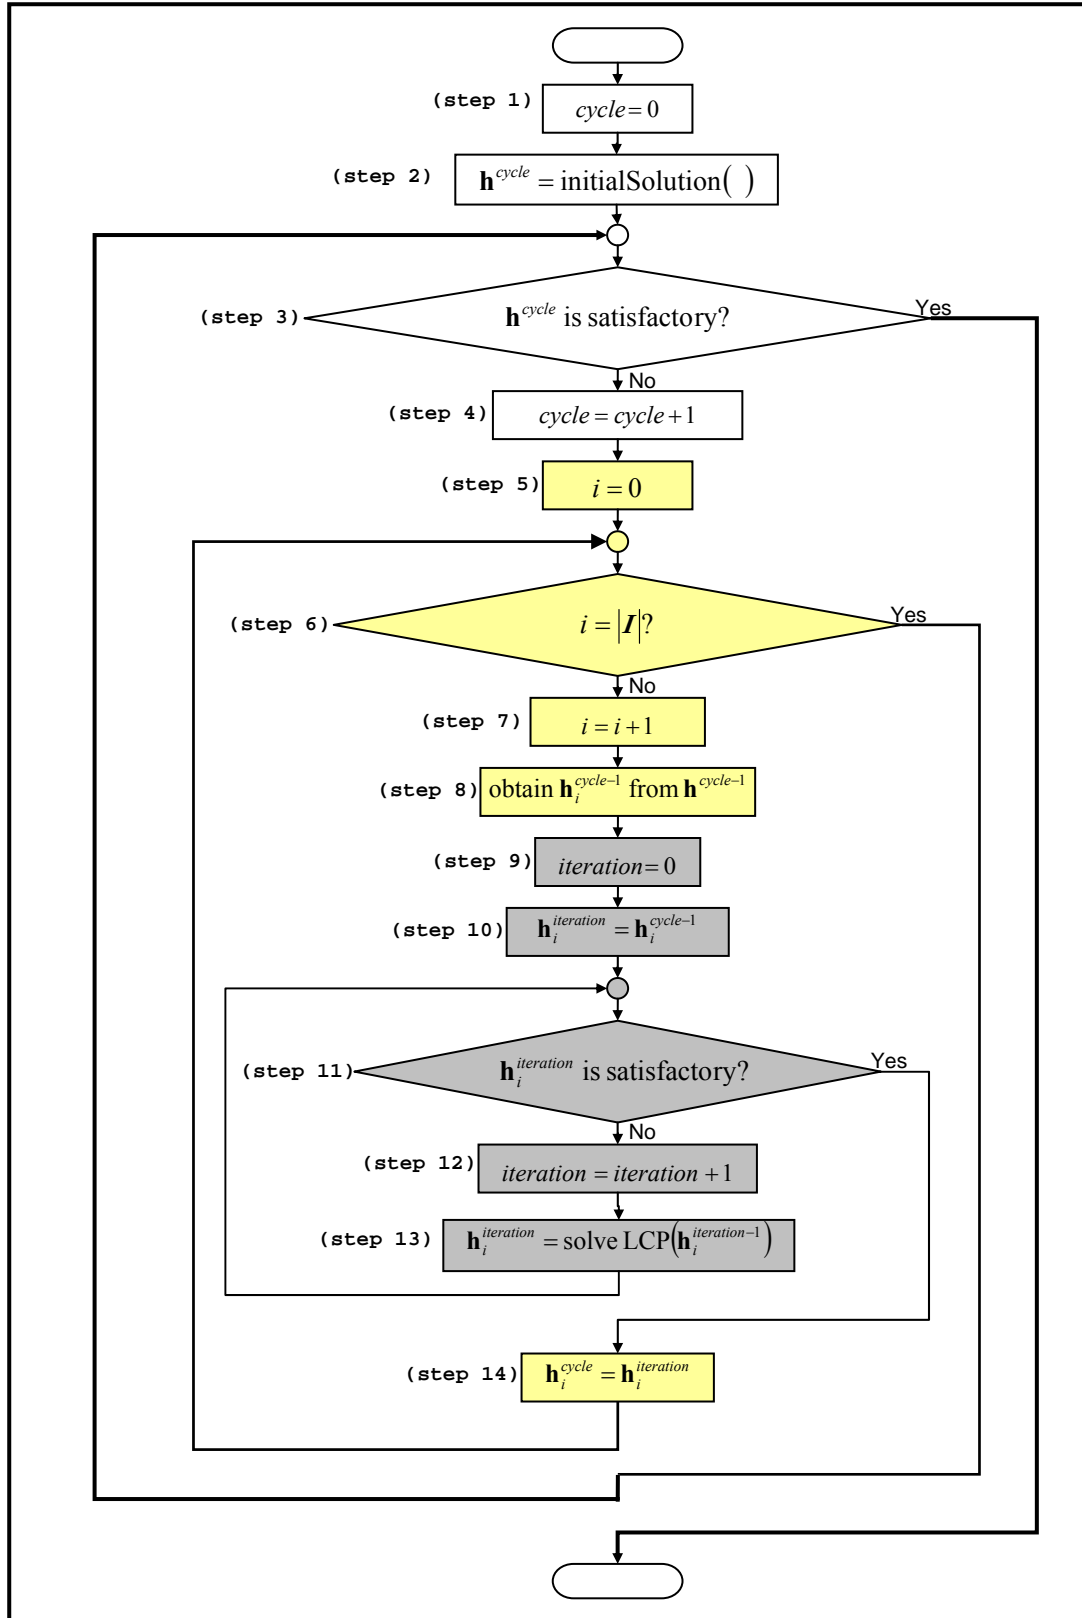 (step 1) cycle = 0
(step 2) h^cycle = initialSolution( )
(step 3) h^cycle is satisfactory? Yes
No
(step 4) cycle = cycle + 1
(step 5) i = 0
(step 6) i = |I|? Yes
No
(step 7) i = i + 1
(step 8) obtain h_i^cycle−1 from h^cycle−1
(step 9) iteration = 0
(step 10) h_i^iteration = h_i^cycle−1
(step 11) h_i^iteration is satisfactory? Yes
No
(step 12) iteration = iteration + 1
(step 13) h_i^iteration = solve LCP(h_i^iteration−1)
(step 14) h_i^cycle = h_i^iteration